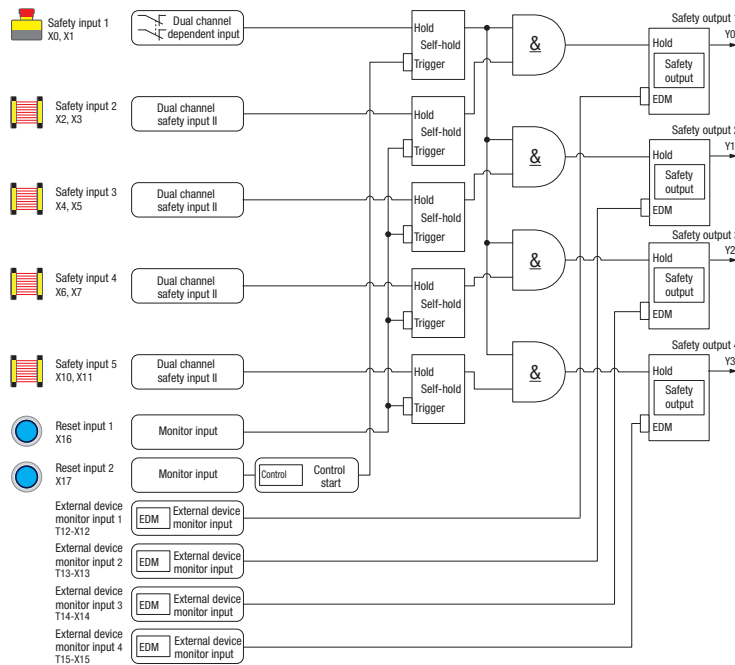 Safety input 1
X0, X1
Dual channel
dependent input
Hold
Self-hold
Trigger
&
Safety output 1
Y0
Hold
Safety
output
EDM
Safety input 2
X2, X3
Dual channel
safety input II
Hold
Self-hold
Trigger
&
Safety output 2
Y1
Hold
Safety
output
EDM
Safety input 3
X4, X5
Dual channel
safety input II
Hold
Self-hold
Trigger
&
Safety output 3
Y2
Hold
Safety
output
EDM
Safety input 4
X6, X7
Dual channel
safety input II
Hold
Self-hold
Trigger
&
Safety output 4
Y3
Hold
Safety
output
EDM
Safety input 5
X10, X11
Dual channel
safety input II
Hold
Self-hold
Trigger
Reset input 1
X16
Monitor input
Reset input 2
X17
Monitor input
Control
Control
start
External device
monitor input 1
T12-X12
EDM
External device
monitor input
External device
monitor input 2
T13-X13
EDM
External device
monitor input
External device
monitor input 3
T14-X14
EDM
External device
monitor input
External device
monitor input 4
T15-X15
EDM
External device
monitor input